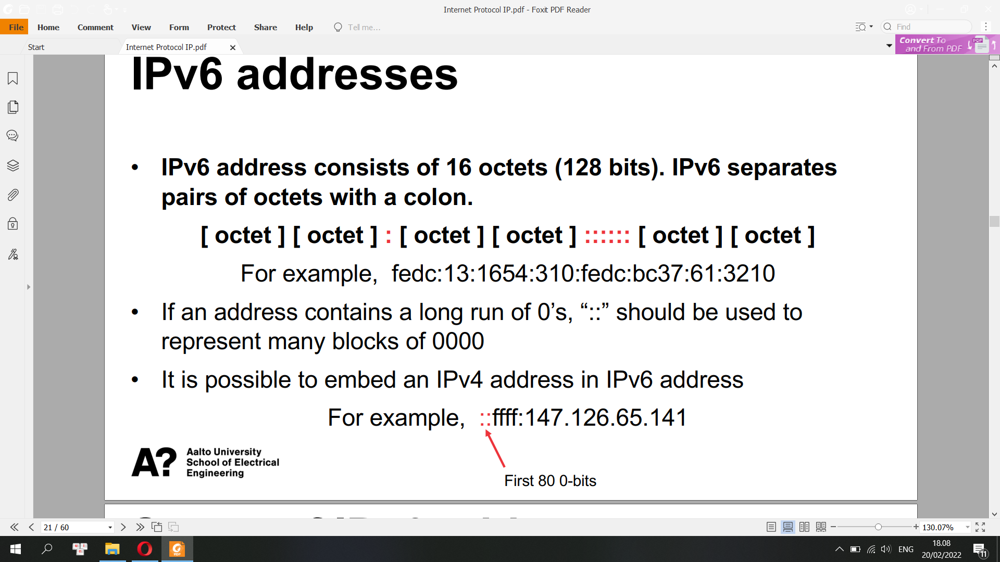 Internet Protocol IP.pdf - Foxit PDF Reader
File Home Comment View Form Protect Share Help Tell me... Find
Start Internet Protocol IP.pdf
Convert To
and From PDF
PDF
IPv6 addresses
• IPv6 address consists of 16 octets (128 bits). IPv6 separates
pairs of octets with a colon.
[ octet ] [ octet ] : [ octet ] [ octet ] :::::: [ octet ] [ octet ]
For example, fedc:13:1654:310:fedc:bc37:61:3210
• If an address contains a long run of 0’s, “::” should be used to
represent many blocks of 0000
• It is possible to embed an IPv4 address in IPv6 address
For example, ::ffff:147.126.65.141
A?
Aalto University
School of Electrical
Engineering
First 80 0-bits
21 / 60
130.07%
18.08
ENG
20/02/2022
11